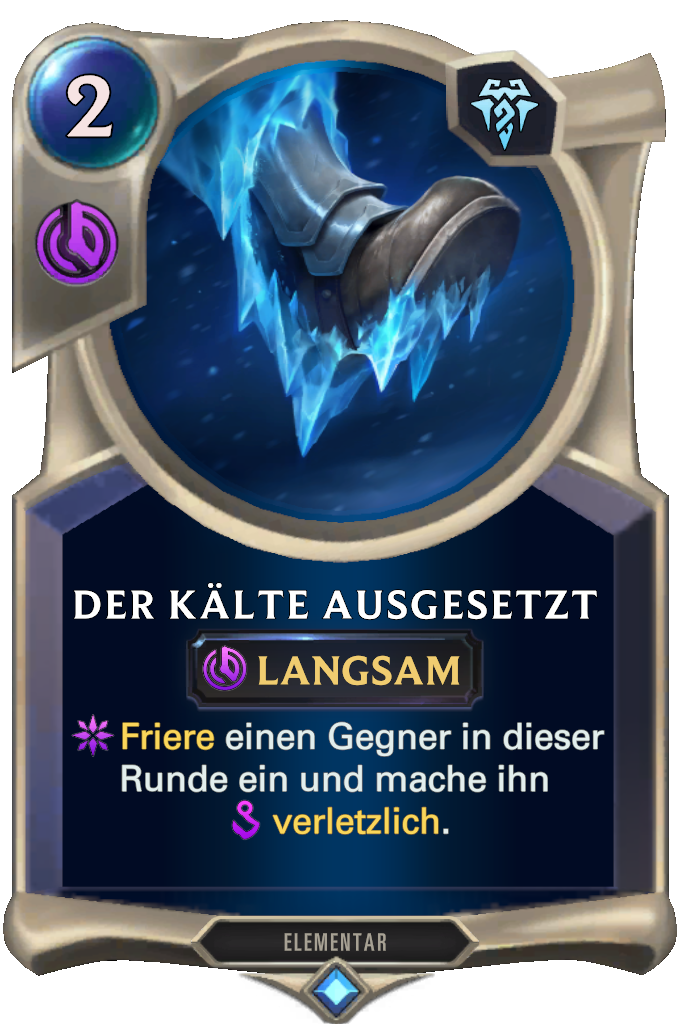 2
DER KÄLTE AUSGESETZT
LANGSAM
Friere einen Gegner in dieser
Runde ein und mache ihn
verletzlich.
ELEMENTAR